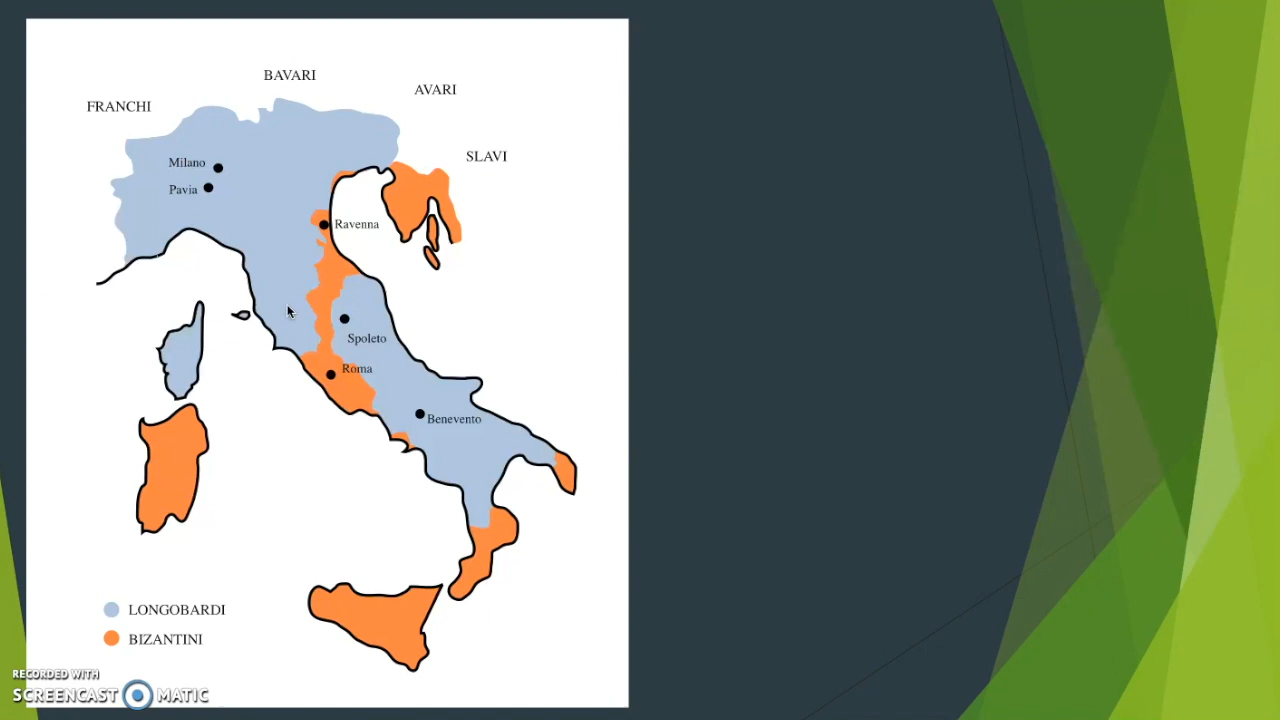 BAVARI
AVARI
FRANCHI
SLAVI
Milano
Pavia
Ravenna
Spoleto
Roma
Benevento
LONGOBARDI
BIZANTINI
RECORDED WITH
SCREENCAST MATIC